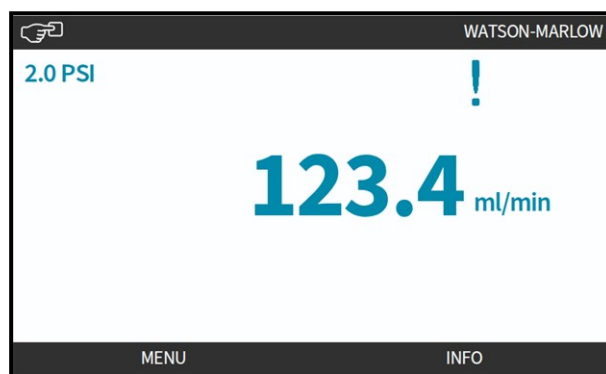 WATSON-MARLOW
2.0 PSI
!
123.4 ml/min
MENU INFO